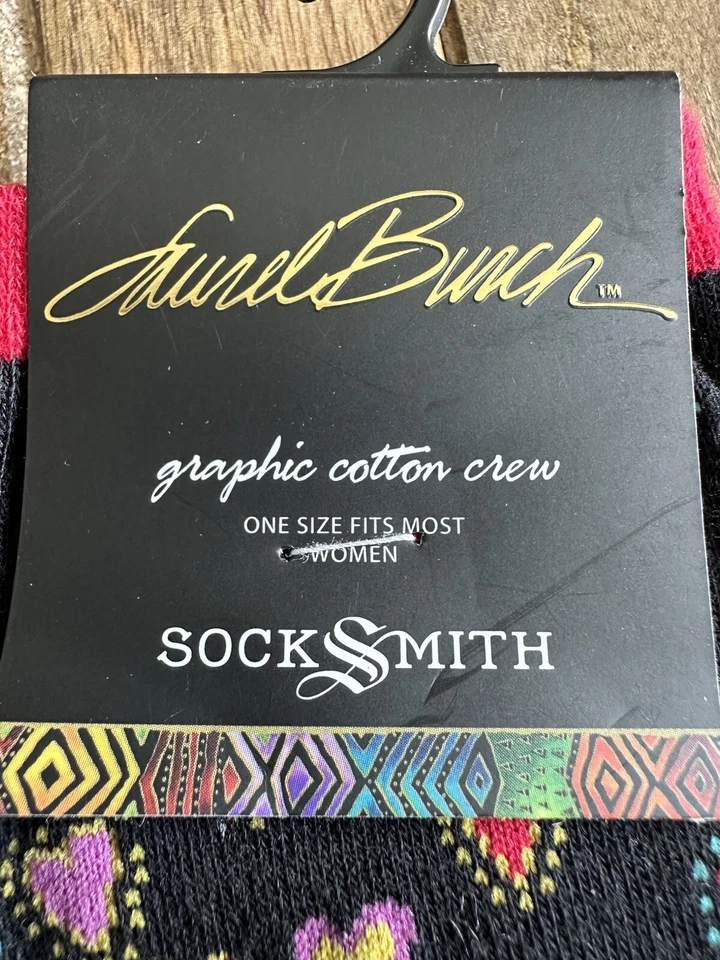 Laurel Burch™
graphic cotton crew
ONE SIZE FITS MOST
WOMEN
SOCKSMITH